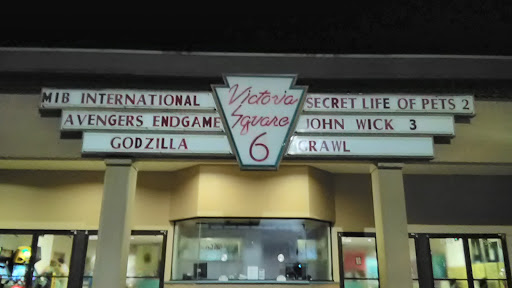 MIB INTERNATIONAL
AVENGERS ENDGAME
GODZILLA
Victoria
Square
6
SECRET LIFE OF PETS 2
JOHN WICK 3
CRAWL